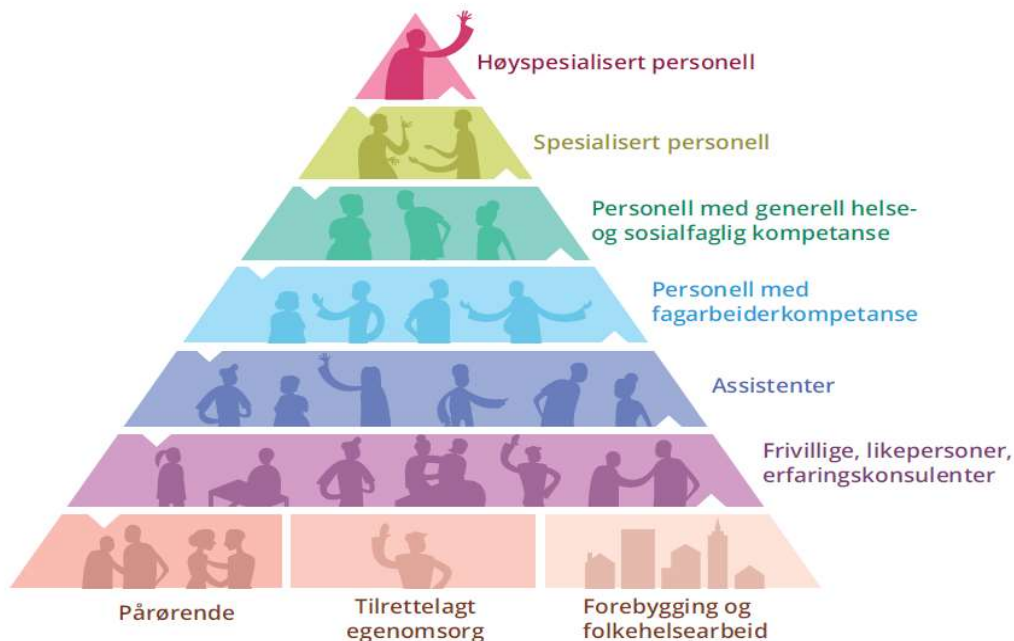 Høyspesialisert personell
Spesialisert personell
Personell med generell helse-
og sosialfaglig kompetanse
Personell med
fagarbeiderkompetanse
Assistenter
Frivillige, likepersoner,
erfaringskonsulenter
Pårørende
Tilrettelagt
egenomsorg
Forebygging og
folkehelsearbeid